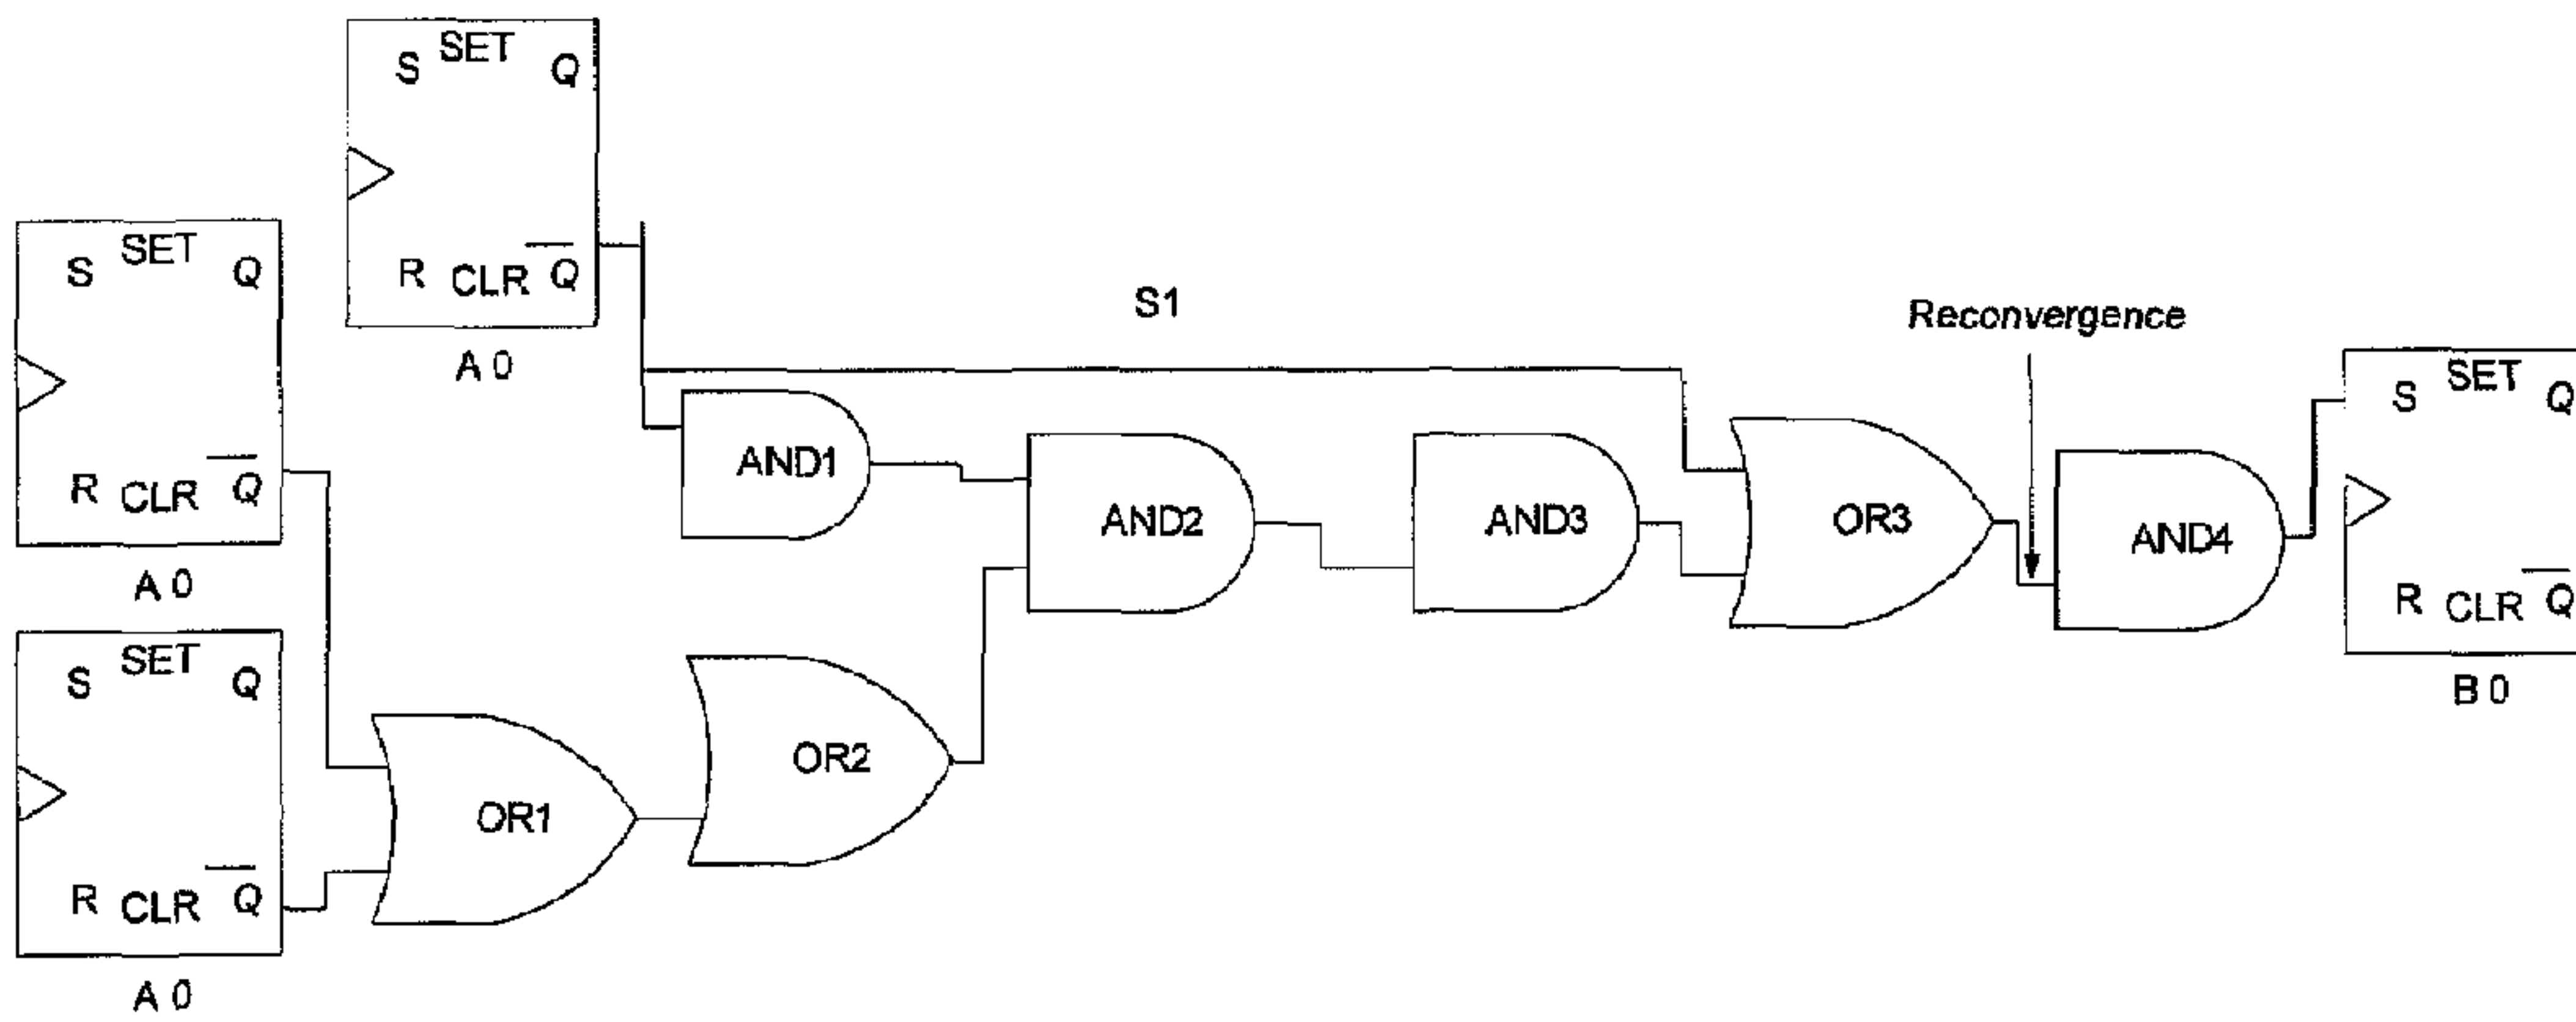 S SET Q
R CLR Q
A 0
S SET Q
R CLR Q
A 0
S SET Q
R CLR Q
A 0
S1
Reconvergence
AND1
AND2
AND3
OR3
AND4
OR1
OR2
S SET Q
R CLR Q
B 0